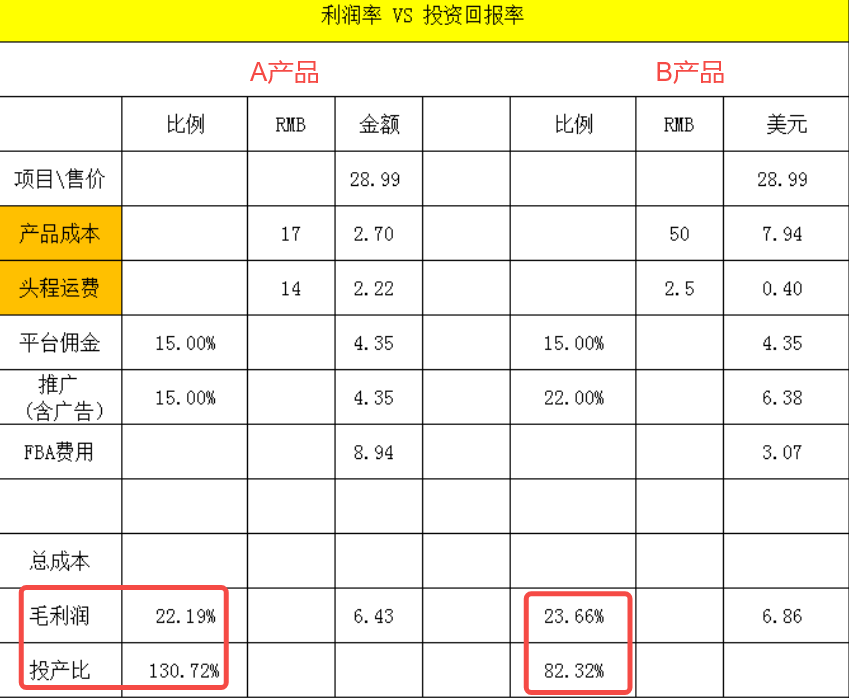 利润率 VS 投资回报率
A产品 B产品
比例 RMB 金额 比例 RMB 美元
项目\售价 28.99 28.99
产品成本 17 2.70 50 7.94
头程运费 14 2.22 2.5 0.40
平台佣金 15.00% 4.35 15.00% 4.35
推广
(含广告) 15.00% 4.35 22.00% 6.38
FBA费用 8.94 3.07
总成本
毛利润 22.19% 6.43 23.66% 6.86
投产比 130.72% 82.32%